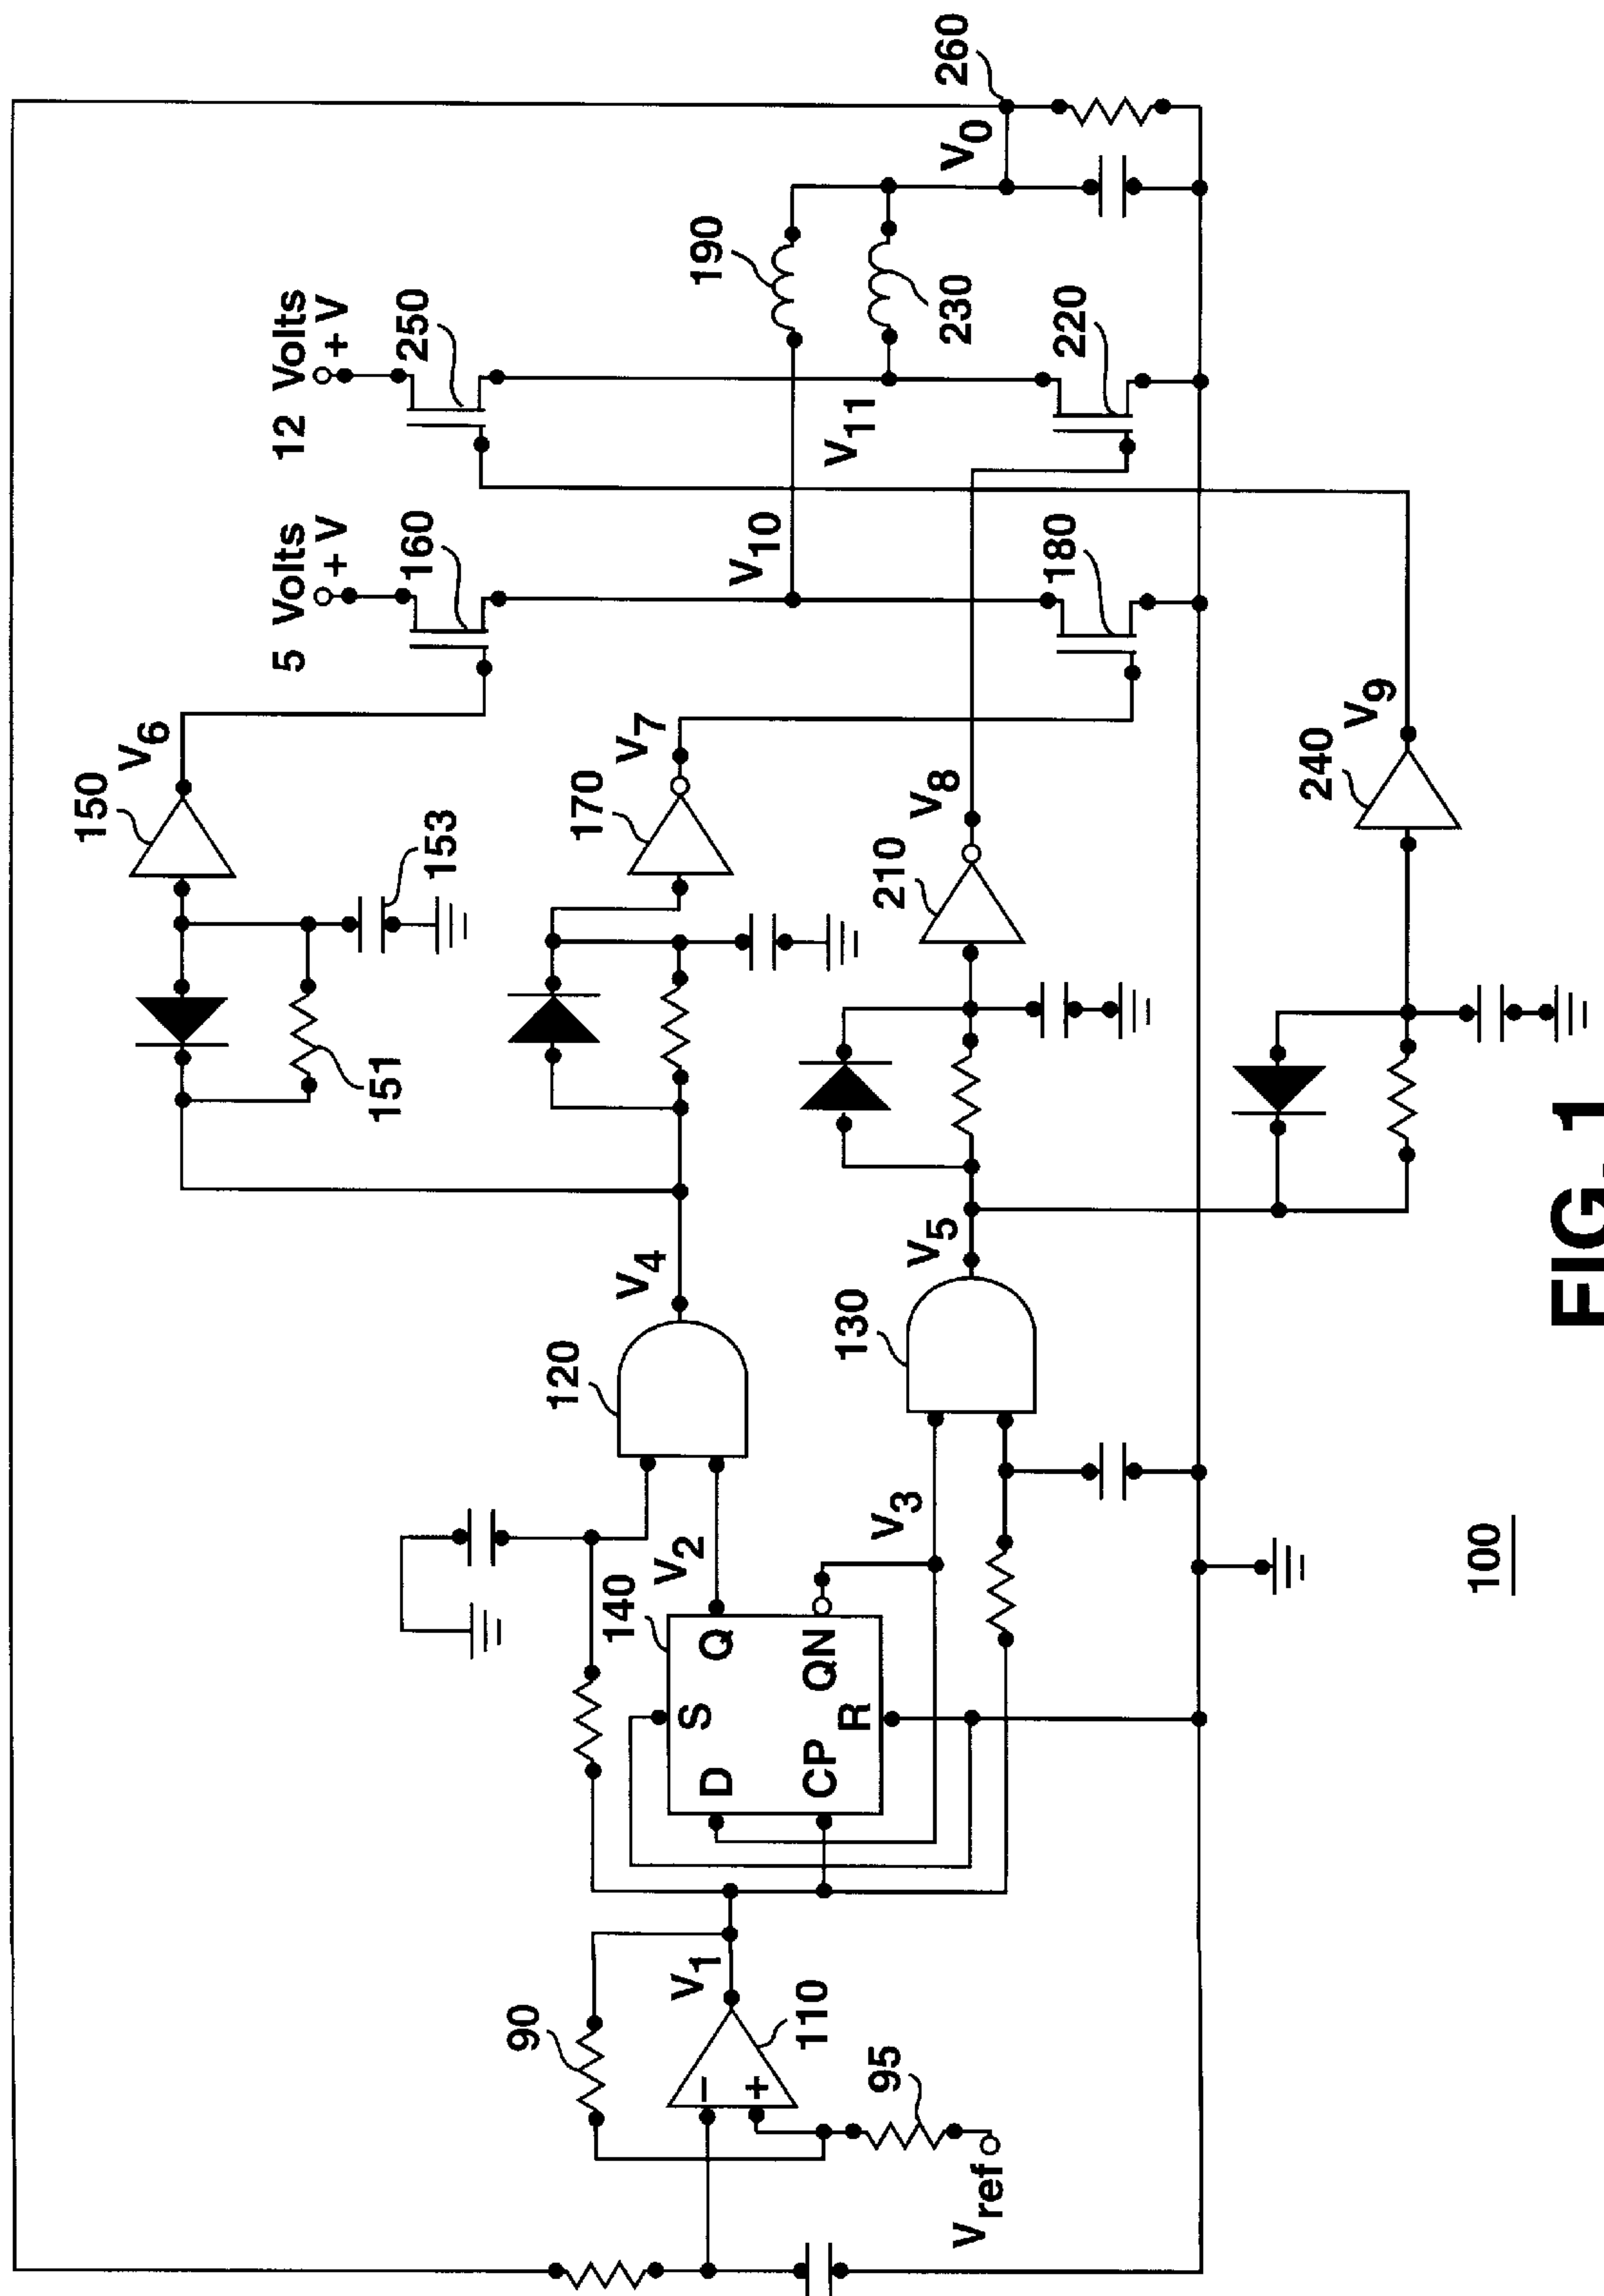 12 Volts
+ V
250
5 Volts
+ V
160
150
V6
153
151
170
V7
V10
190
V11
230
V0
260
180
220
210
V8
240
V9
120
V4
130
V5
140
V2
V3
S
D
Q
CP
QN
R
90
V1
−
+
110
95
Vref
100
FIG. 1